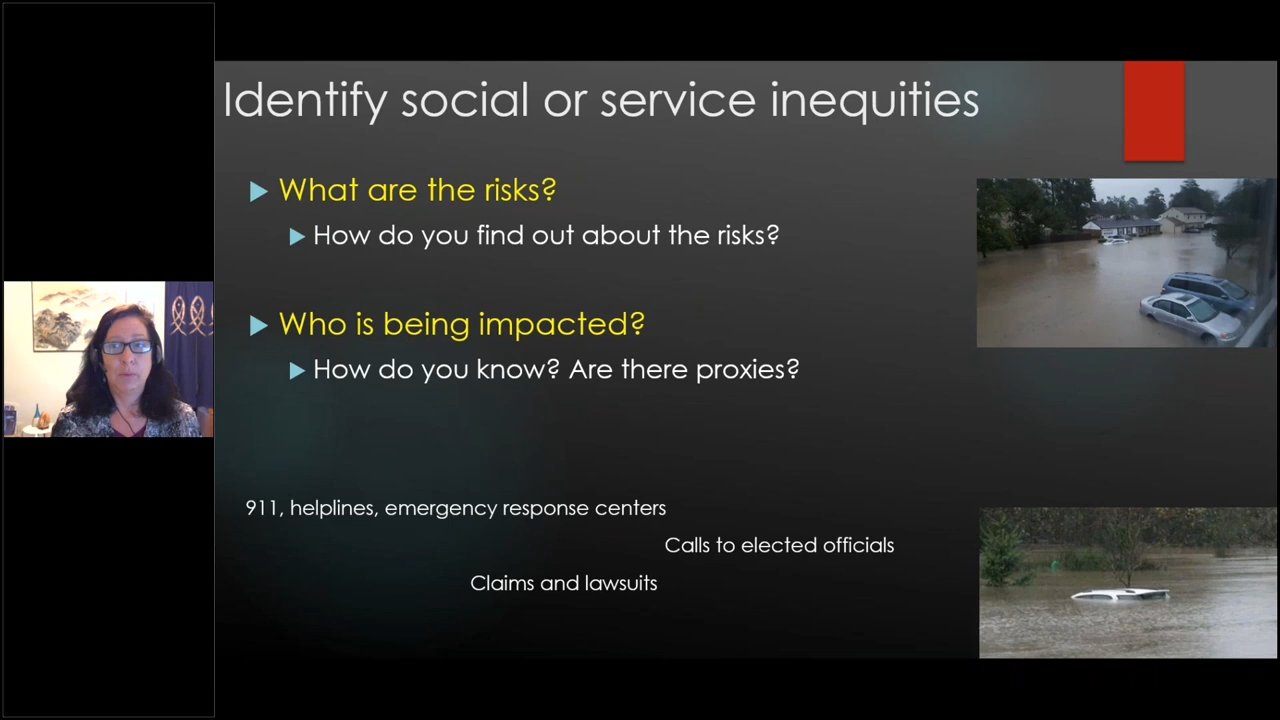 Identify social or service inequities
What are the risks?
How do you find out about the risks?
Who is being impacted?
How do you know? Are there proxies?
911, helplines, emergency response centers
Calls to elected officials
Claims and lawsuits